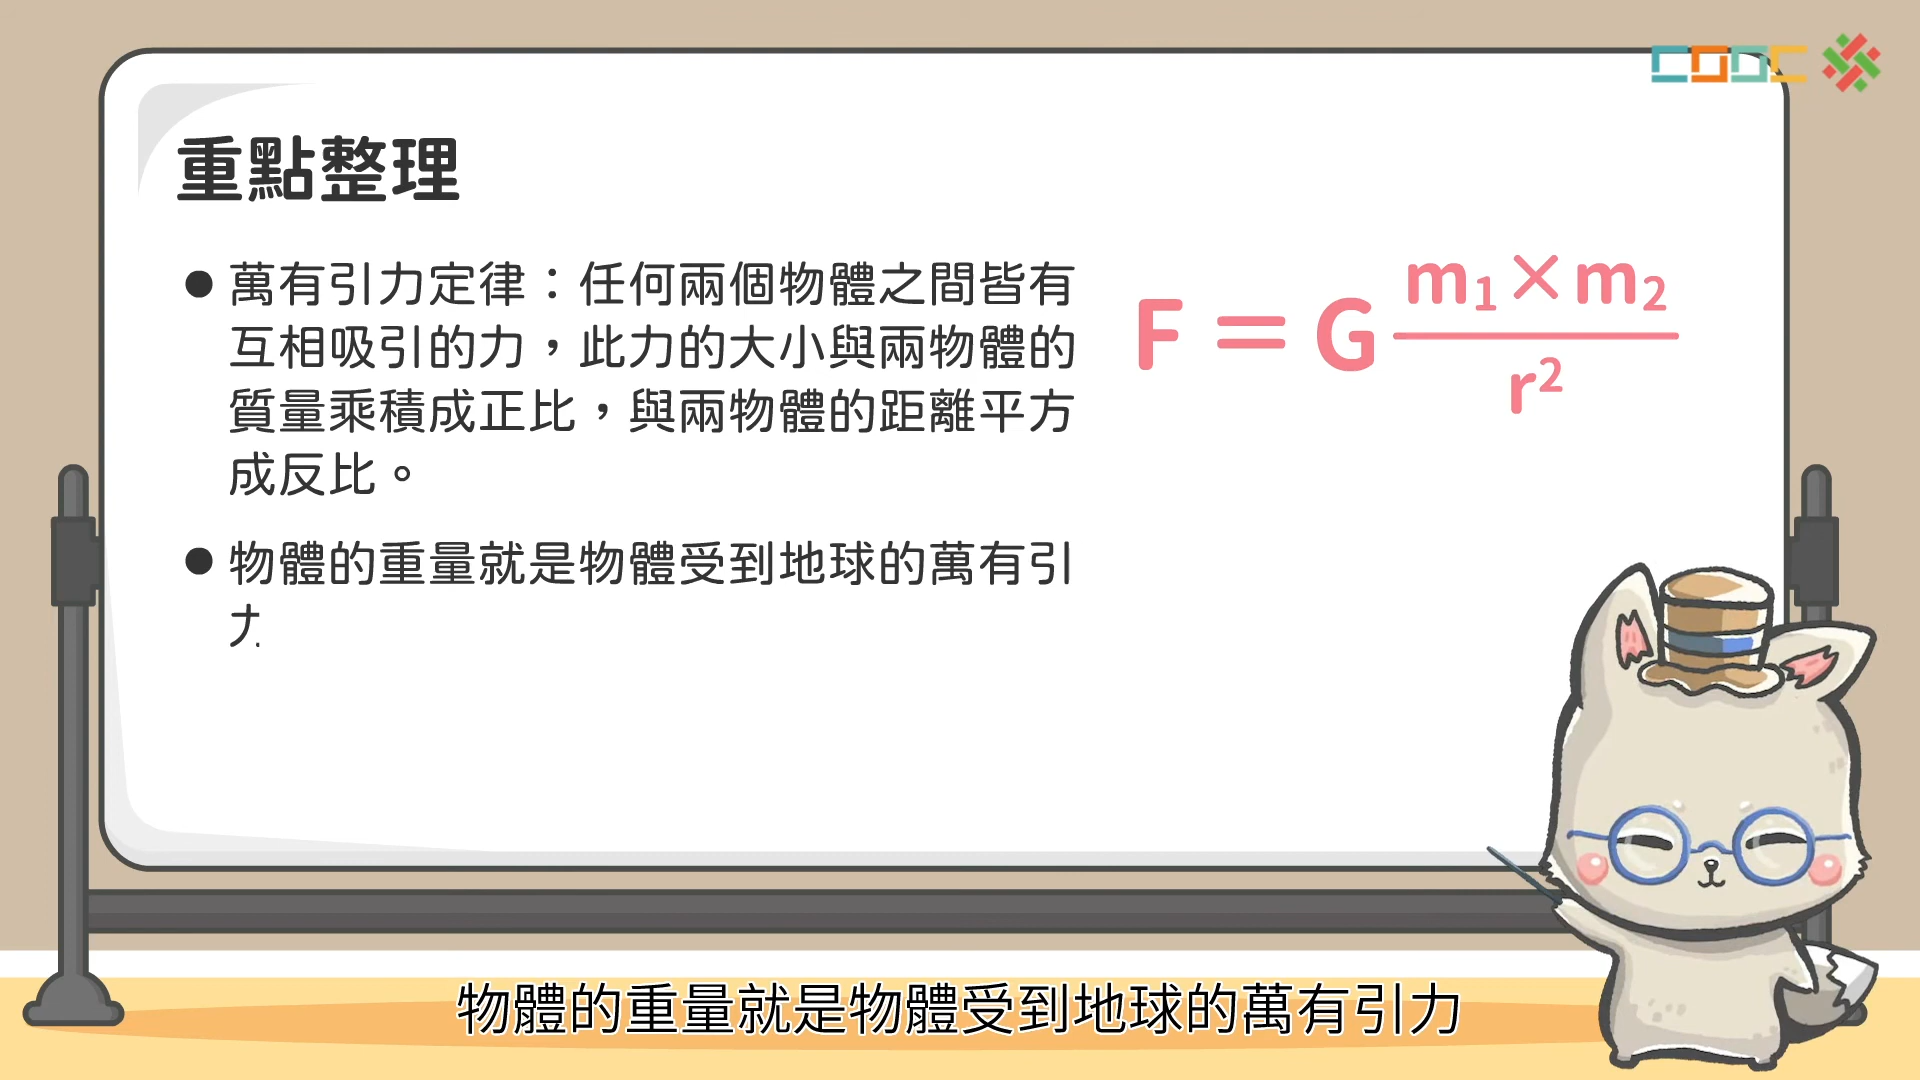 COOC
重點整理
● 萬有引力定律：任何兩個物體之間皆有
互相吸引的力，此力的大小與兩物體的
質量乘積成正比，與兩物體的距離平方
成反比。
F = G m₁×m₂ / r²
● 物體的重量就是物體受到地球的萬有引
力
物體的重量就是物體受到地球的萬有引力